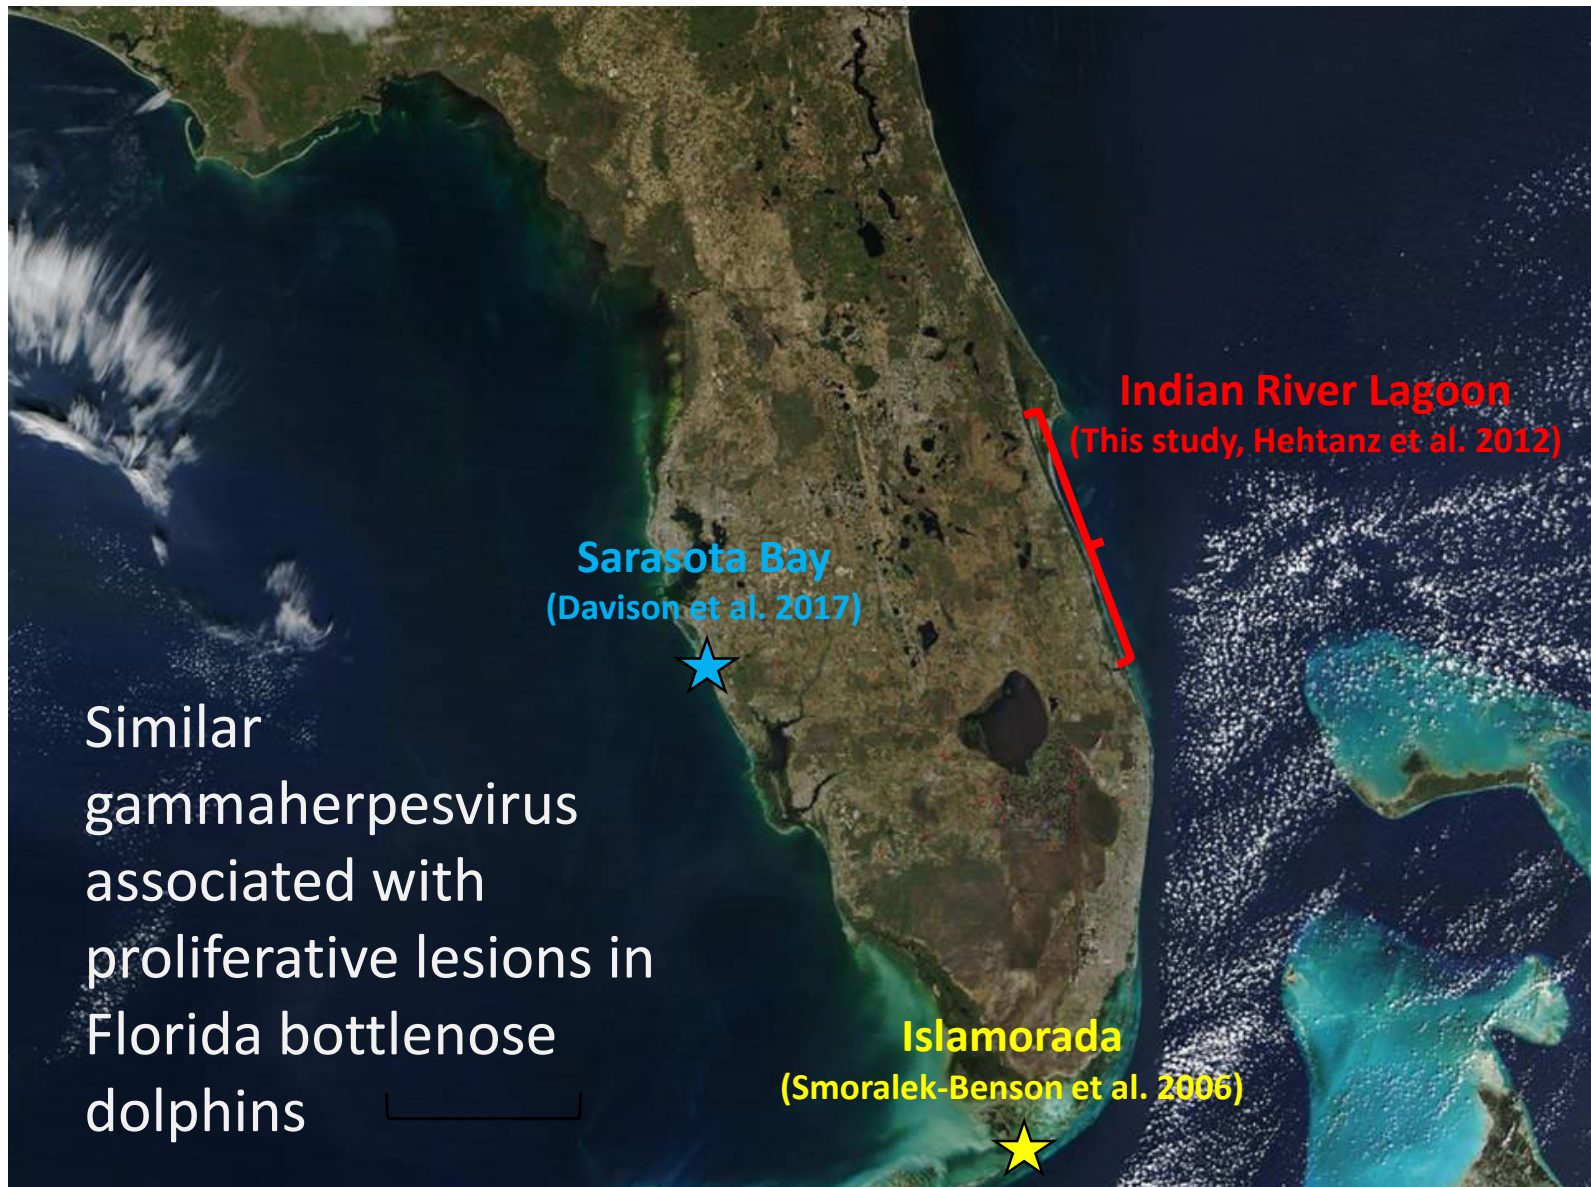 Indian River Lagoon
(This study, Hehtanz et al. 2012)
Sarasota Bay
(Davison et al. 2017)
Similar
gammaherpesvirus
associated with
proliferative lesions in
Florida bottlenose
dolphins
Islamorada
(Smoralek-Benson et al. 2006)